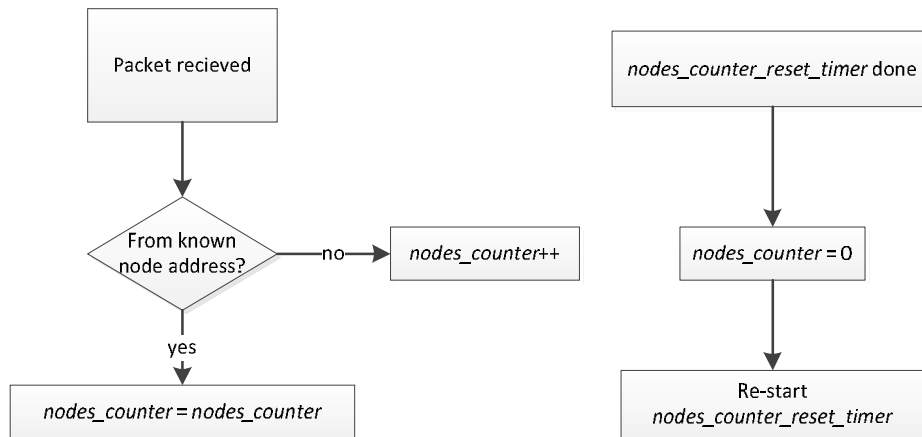 Packet recieved
From known
node address?
no
nodes_counter++
yes
nodes_counter = nodes_counter
nodes_counter_reset_timer done
nodes_counter = 0
Re-start
nodes_counter_reset_timer